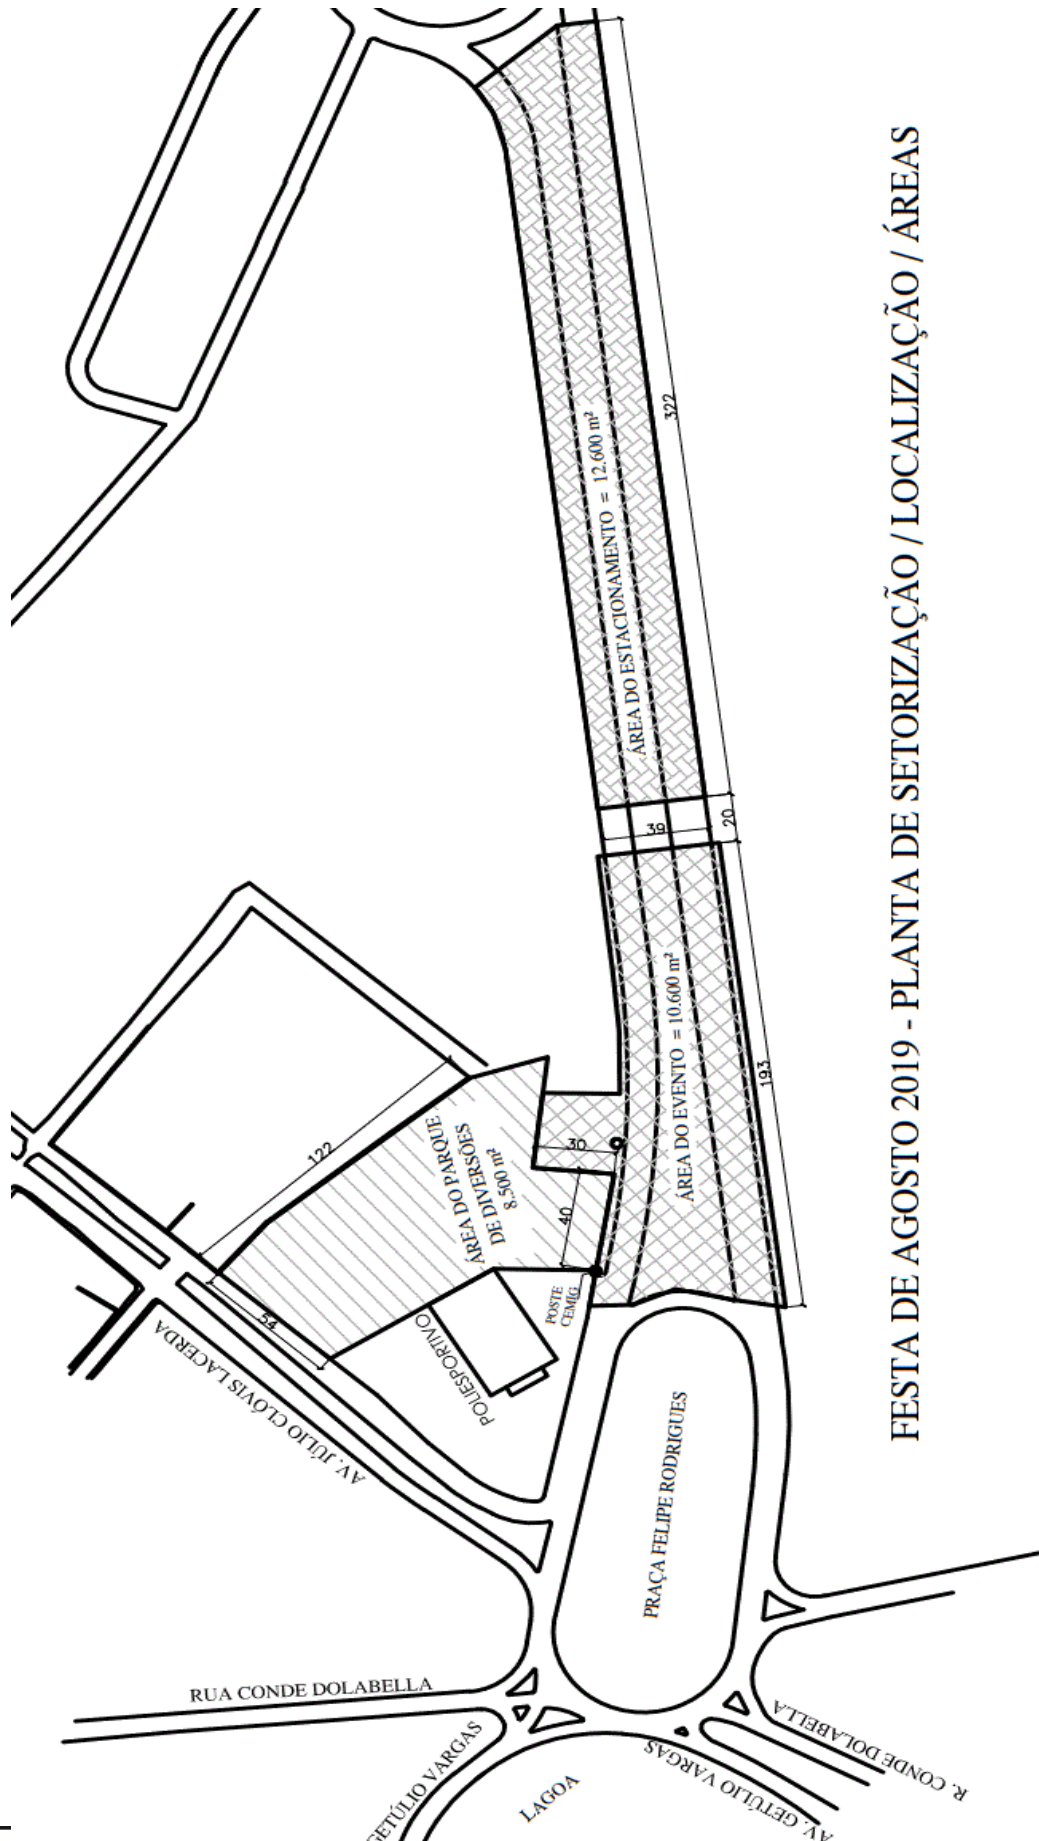 FESTA DE AGOSTO 2019 - PLANTA DE SETORIZAÇÃO / LOCALIZAÇÃO / ÁREAS
322
ÁREA DO ESTACIONAMENTO = 12.600 m²
39
20
ÁREA DO EVENTO = 10.600 m²
193
122
ÁREA DO PARQUE
DE DIVERSÕES
8.500 m²
30
40
54
POSTE
CEMIG
POLIESPORTIVO
AV. JÚLIO CLÓVIS LACERDA
PRAÇA FELIPE RODRIGUES
RUA CONDE DOLABELLA
GETÚLIO VARGAS
LAGOA
AV. GETÚLIO VARGAS
R. CONDE DOLABELLA